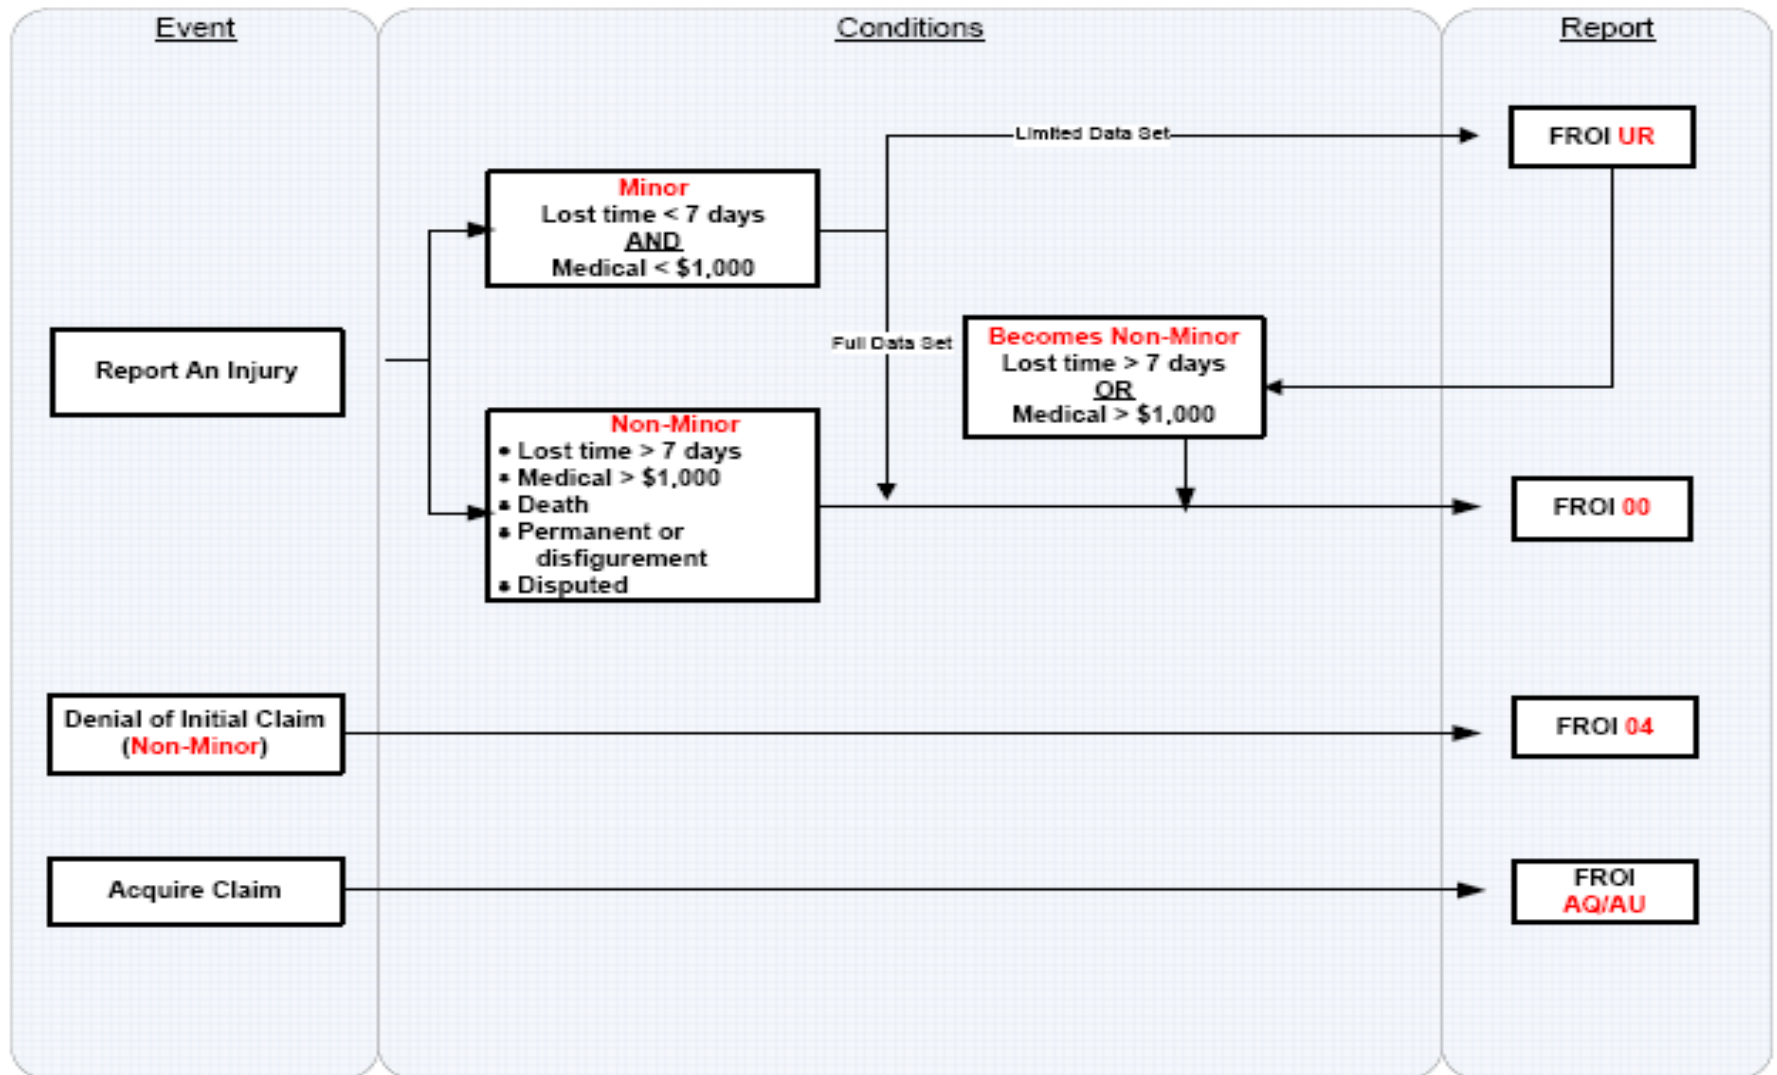 Event
Conditions
Report
Limited Data Set
FROI UR
Minor
Lost time < 7 days
AND
Medical < $1,000
Report An Injury
Full Data Set
Becomes Non-Minor
Lost time > 7 days
OR
Medical > $1,000
Non-Minor
• Lost time > 7 days
• Medical > $1,000
• Death
• Permanent or
disfigurement
• Disputed
FROI 00
Denial of Initial Claim
(Non-Minor)
FROI 04
Acquire Claim
FROI
AQ/AU